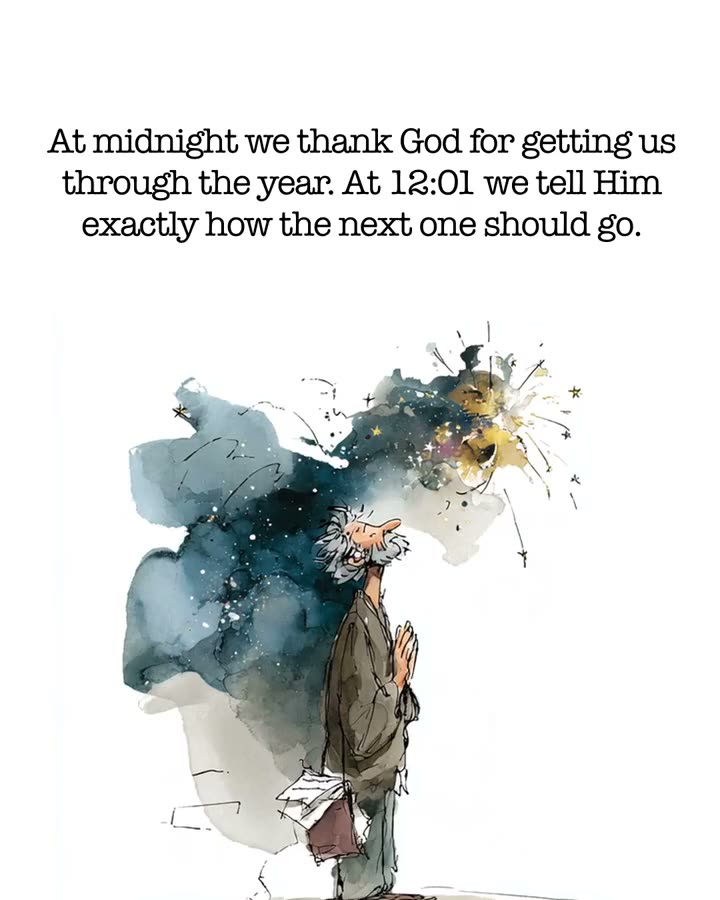 At midnight we thank God for getting us
through the year. At 12:01 we tell Him
exactly how the next one should go.